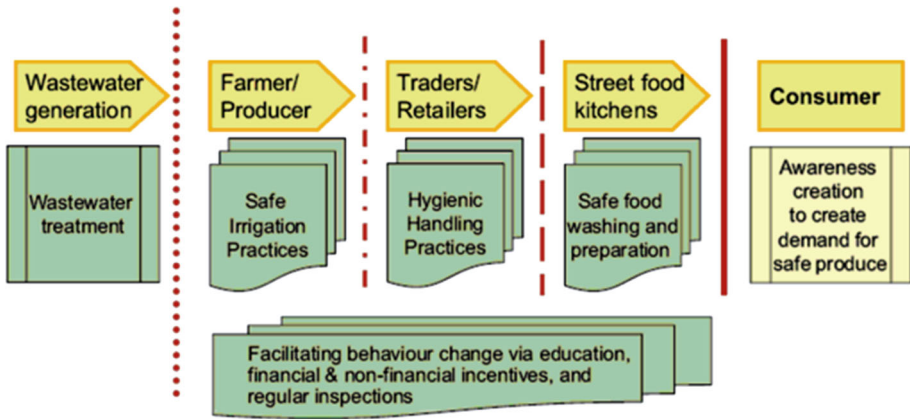 Wastewater
generation
Farmer/
Producer
Traders/
Retailers
Street food
kitchens
Consumer
Wastewater
treatment
Safe
Irrigation
Practices
Hygienic
Handling
Practices
Safe food
washing and
preparation
Awareness
creation
to create
demand for
safe produce
Facilitating behaviour change via education,
financial & non-financial incentives, and
regular inspections